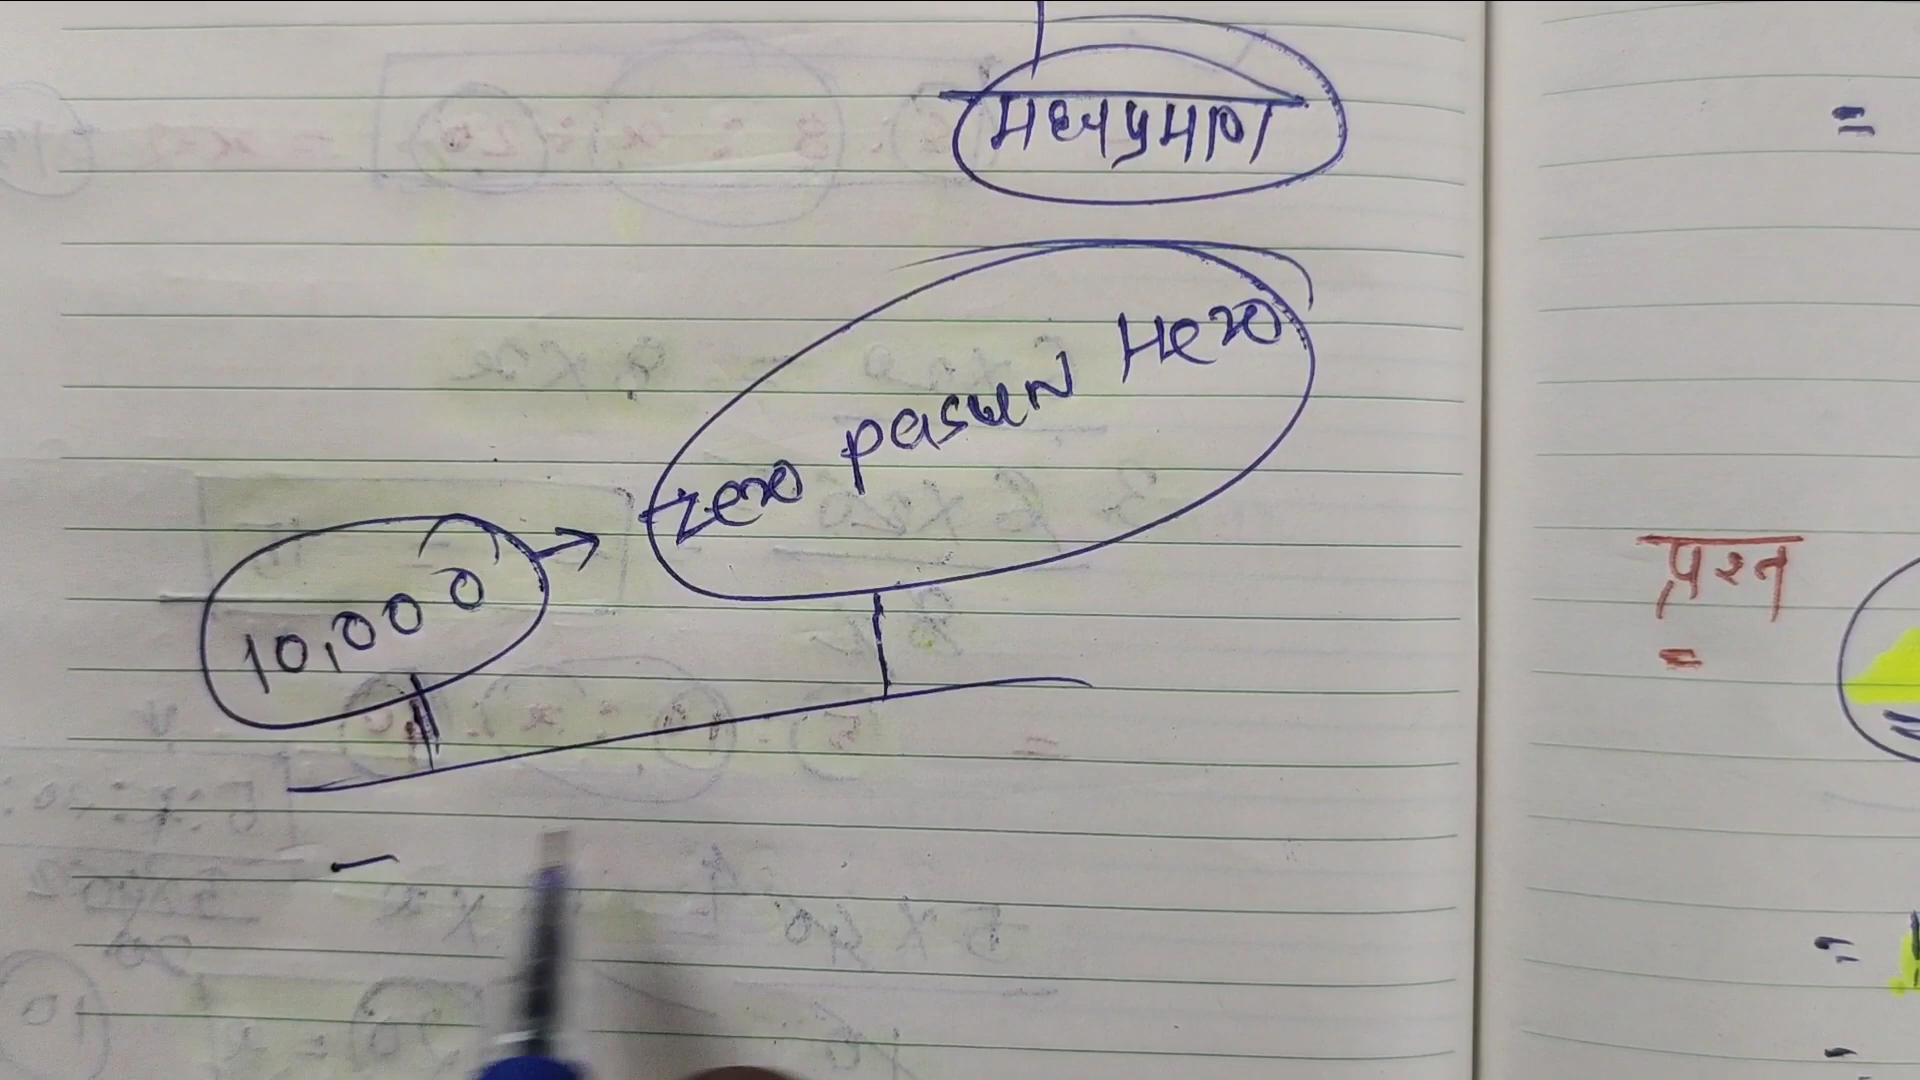 मध्यप्रमाण
zero pasun Hero
10,000
प्रश्न
=
=